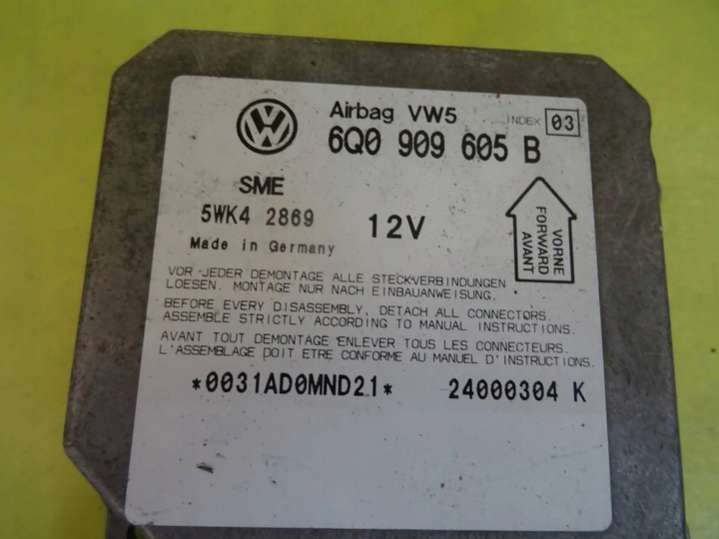 Airbag VW5 INDEX 03
6Q0 909 605 B
SME
5WK4 2869 12V
Made in Germany
VORNE
FORWARD
AVANT
VOR JEDER DEMONTAGE ALLE STECKVERBINDUNGEN
LOESEN. MONTAGE NUR NACH EINBAUANWEISUNG.
BEFORE EVERY DISASSEMBLY, DETACH ALL CONNECTORS.
ASSEMBLE STRICTLY ACCORDING TO MANUAL INSTRUCTIONS.
AVANT TOUT DEMONTAGE ENLEVER TOUS LES CONNECTEURS.
L'ASSEMBLAGE DOIT ETRE CONFORME AU MANUEL D'INSTRUCTIONS.
*0031AD0MND21* 24000304 K